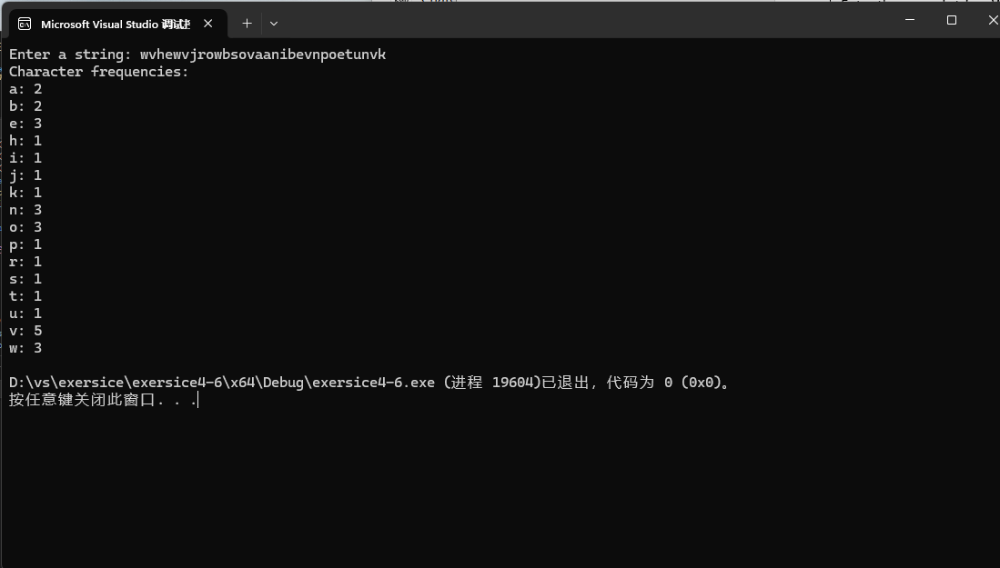 Microsoft Visual Studio 调试控
Enter a string: wvhewvjrowbsovaanibevnpoetunvk
Character frequencies:
a: 2
b: 2
e: 3
h: 1
i: 1
j: 1
k: 1
n: 3
o: 3
p: 1
r: 1
s: 1
t: 1
u: 1
v: 5
w: 3
D:\vs\exersice\exersice4-6\x64\Debug\exersice4-6.exe (进程 19604)已退出，代码为 0 (0x0)。
按任意键关闭此窗口. . .